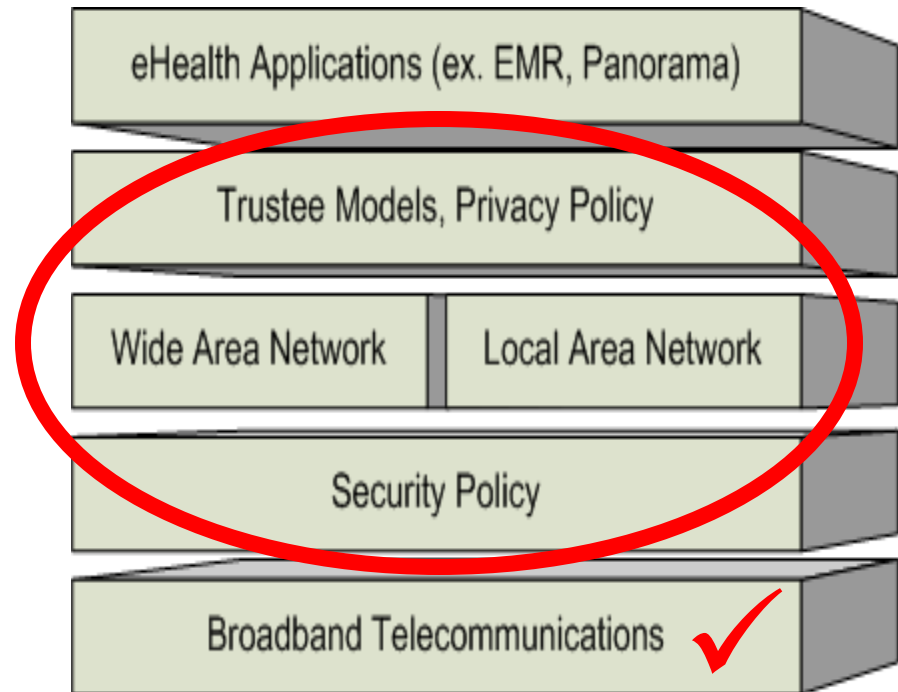 eHealth Applications (ex. EMR, Panorama)
Trustee Models, Privacy Policy
Wide Area Network
Local Area Network
Security Policy
Broadband Telecommunications